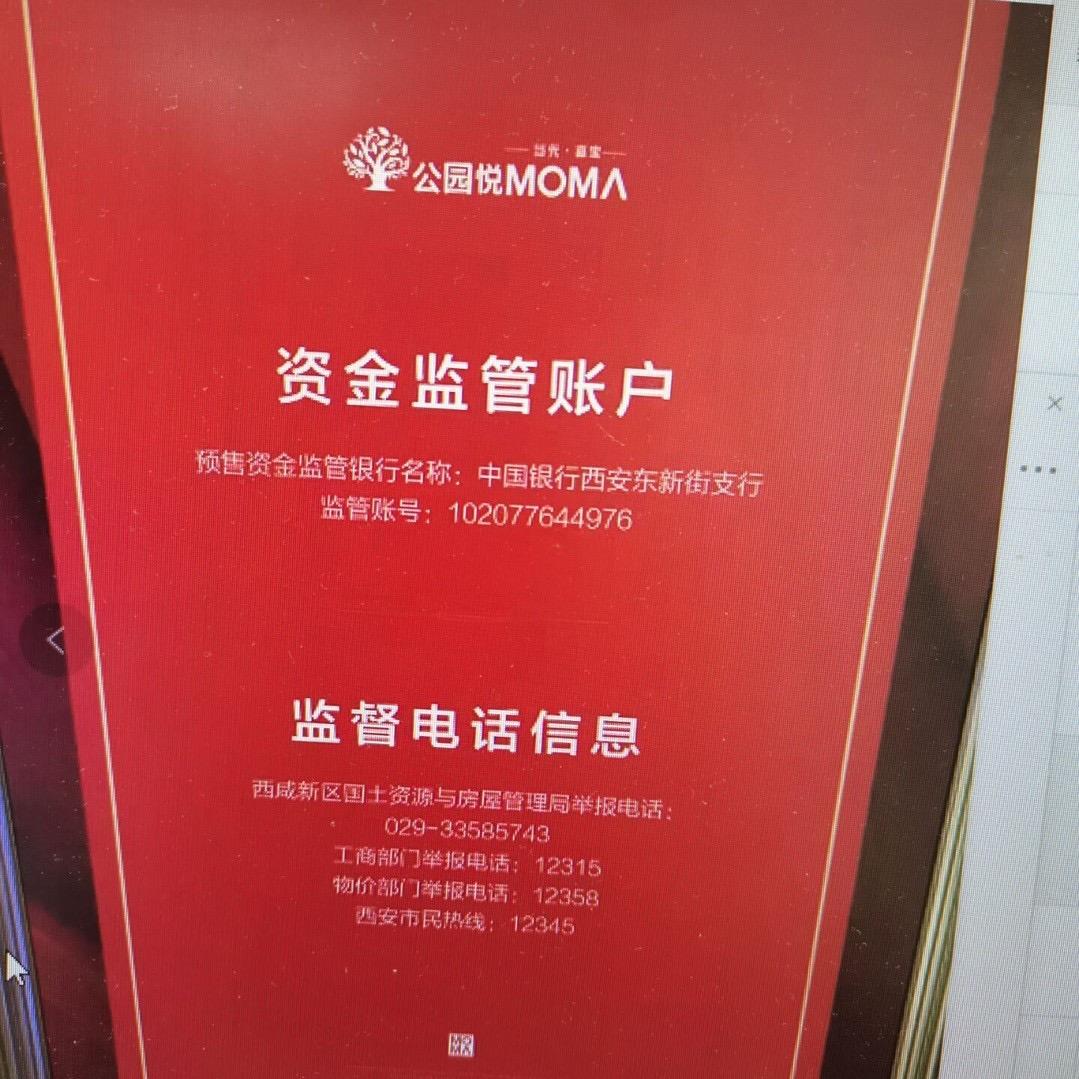 公园悦MOMΛ
资金监管账户
预售资金监管银行名称：中国银行西安东新街支行
监管账号：102077644976
监督电话信息
西咸新区国土资源与房屋管理局举报电话：
029-33585743
工商部门举报电话：12315
物价部门举报电话：12358
西安市民热线：12345
MO
MΛ